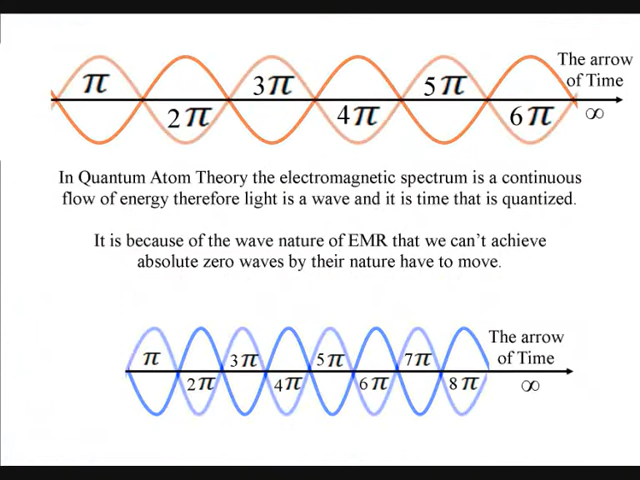 The arrow
of Time
π
3π
5π
2π
4π
6π
∞
In Quantum Atom Theory the electromagnetic spectrum is a continuous
flow of energy therefore light is a wave and it is time that is quantized.
It is because of the wave nature of EMR that we can't achieve
absolute zero waves by their nature have to move.
The arrow
of Time
π
3π
5π
7π
2π
4π
6π
8π
∞